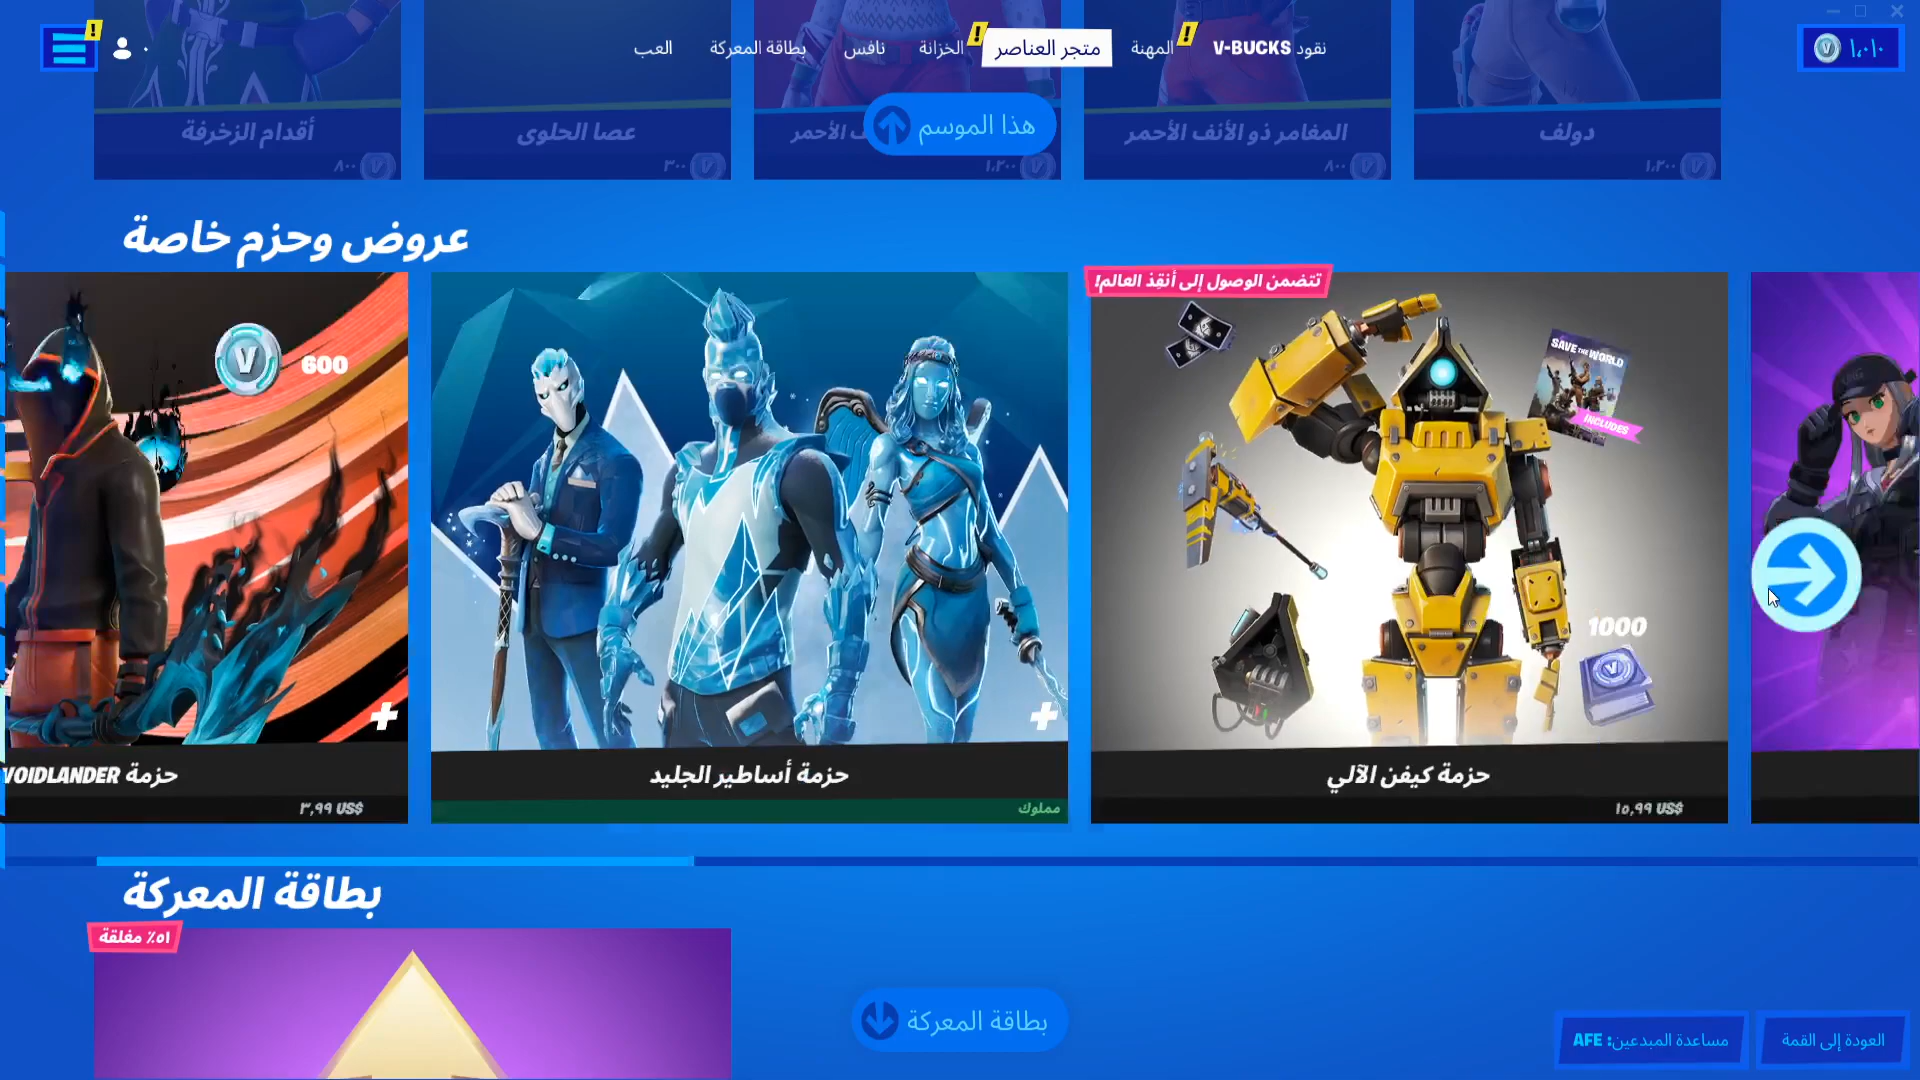 العب
بطاقة المعركة
نافس
الخزانة
متجر العناصر
المهنة
نقود V-BUCKS
١،٠١٠
هذا الموسم
أقدام الزخرفة
٨٠٠
عصا الحلوى
٣٠٠
الأحمر
١،٢٠٠
المغامر ذو الأنف الأحمر
٨٠٠
دولف
١،٢٠٠
عروض وحزم خاصة
600
حزمة VOIDLANDER
٣,٩٩ US$
حزمة أساطير الجليد
مملوك
تتضمن الوصول إلى أنقِذ العالم!
SAVE THE WORLD
INCLUDES
1000
حزمة كيفن الآلي
١٥,٩٩ US$
بطاقة المعركة
٥١٪ مغلقة
بطاقة المعركة
مساعدة المبدعين: AFE
العودة إلى القمة